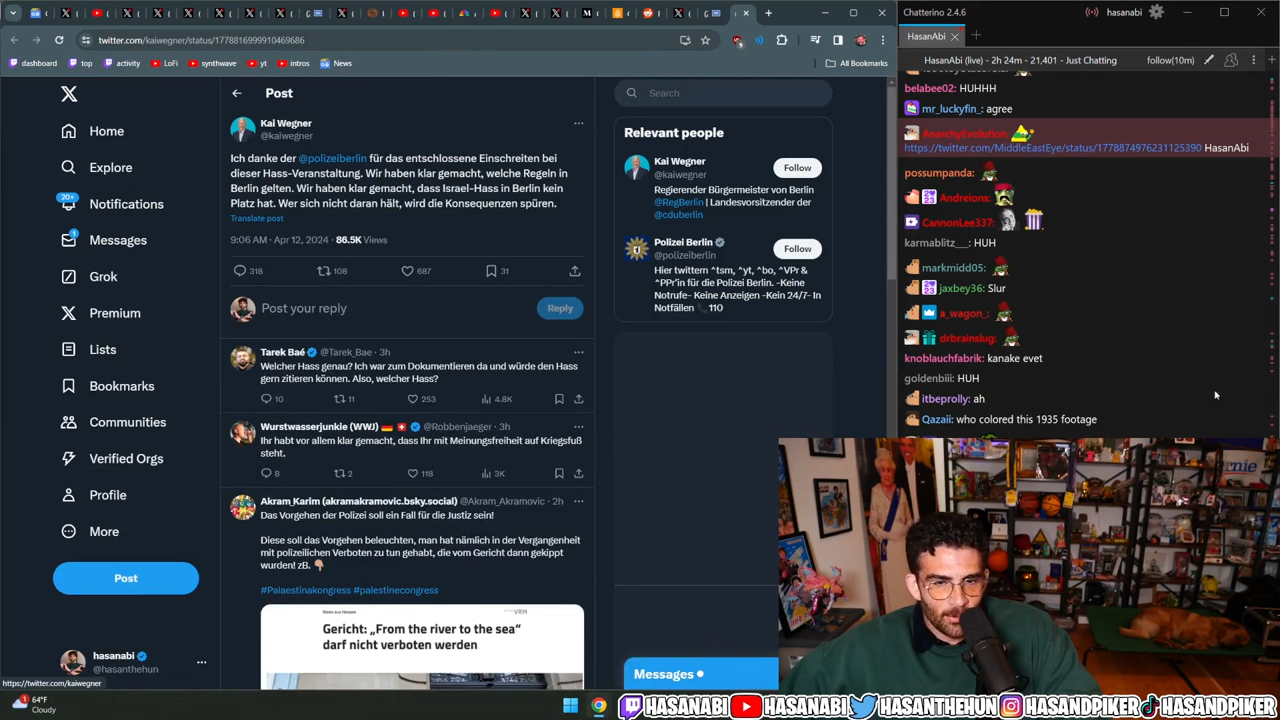 Chatterino 2.4.6
hasanabi
twitter.com/kaiwegner/status/1778816999910469686
HasanAbi
dashboard
top
activity
LoFi
synthwave
yt
intros
News
All Bookmarks
HasanAbi (live) - 2h 24m - 21,401 - Just Chatting
follow(10m)
Home
Explore
20+
Notifications
1
Messages
Grok
Premium
Lists
Bookmarks
Communities
Verified Orgs
Profile
More
Post
hasanabi
@hasanthehun
Post
Kai Wegner
@kaiwegner
Ich danke der @polizeiberlin für das entschlossene Einschreiten bei
dieser Hass-Veranstaltung. Wir haben klar gemacht, welche Regeln in
Berlin gelten. Wir haben klar gemacht, dass Israel-Hass in Berlin kein
Platz hat. Wer sich nicht daran hält, wird die Konsequenzen spüren.
Translate post
9:06 AM · Apr 12, 2024 · 86.5K Views
318 108 687 31
Post your reply
Reply
Tarek Baé @Tarek_Bae · 3h
Welcher Hass genau? Ich war zum Dokumentieren da und würde den Hass
gern zitieren können. Also, welcher Hass?
10 11 253 4.8K
Wurstwasserjunkie (WWJ) @Robbenjaeger · 3h
Ihr habt vor allem klar gemacht, dass Ihr mit Meinungsfreiheit auf Kriegsfuß
steht.
8 2 118 3K
Akram_Karim (akramakramovic.bsky.social) @Akram_Akramovic · 2h
Das Vorgehen der Polizei soll ein Fall für die Justiz sein!
Diese soll das Vorgehen beleuchten, man hat nämlich in der Vergangenheit
mit polizeilichen Verboten zu tun gehabt, die vom Gericht dann gekippt
wurden! zB.
#Palaestinakongress #palestinecongress
News aus Hessen
VRM
Gericht: „From the river to the sea“
darf nicht verboten werden
Search
Relevant people
Kai Wegner
@kaiwegner
Follow
Regierender Bürgermeister von Berlin
@RegBerlin | Landesvorsitzender der
@cduberlin
Polizei Berlin
@polizeiberlin
Follow
Hier twittern ^tsm, ^yt, ^bo, ^VPr &
^PPr'in für die Polizei Berlin. -Keine
Notrufe- Keine Anzeigen -Kein 24/7- In
Notfällen 110
Messages
belabee02: HUHHH
mr_luckyfin_: agree
AnarchyEvolution
https://twitter.com/MiddleEastEye/status/1778874976231125390 HasanAbi
possumpanda:
Andreions:
CannonLee337:
karmablitz__: HUH
markmidd05:
jaxbey36: Slur
a_wagon_:
drbrainslug:
knoblauchfabrik: kanake evet
goldenbiii: HUH
itbeprolly: ah
Qazaii: who colored this 1935 footage
ernie
https://twitter.com/kaiwegner
64°F
Cloudy
HASANABI HASANABI HASANTHEHUN HASANDPIKER HASANDPIKER